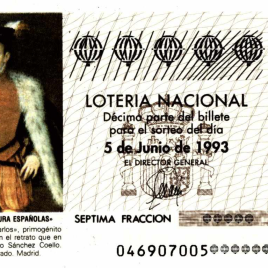 LOTERIA NACIONAL
Décimo parte del billete
para el sorteo del día
5 de Junio de 1993
EL DIRECTOR GENERAL
URA ESPAÑOLAS»
arlos», primogénito
n el retrato que en
o Sánchez Coello.
ado. Madrid.
SEPTIMA FRACCION
046907005